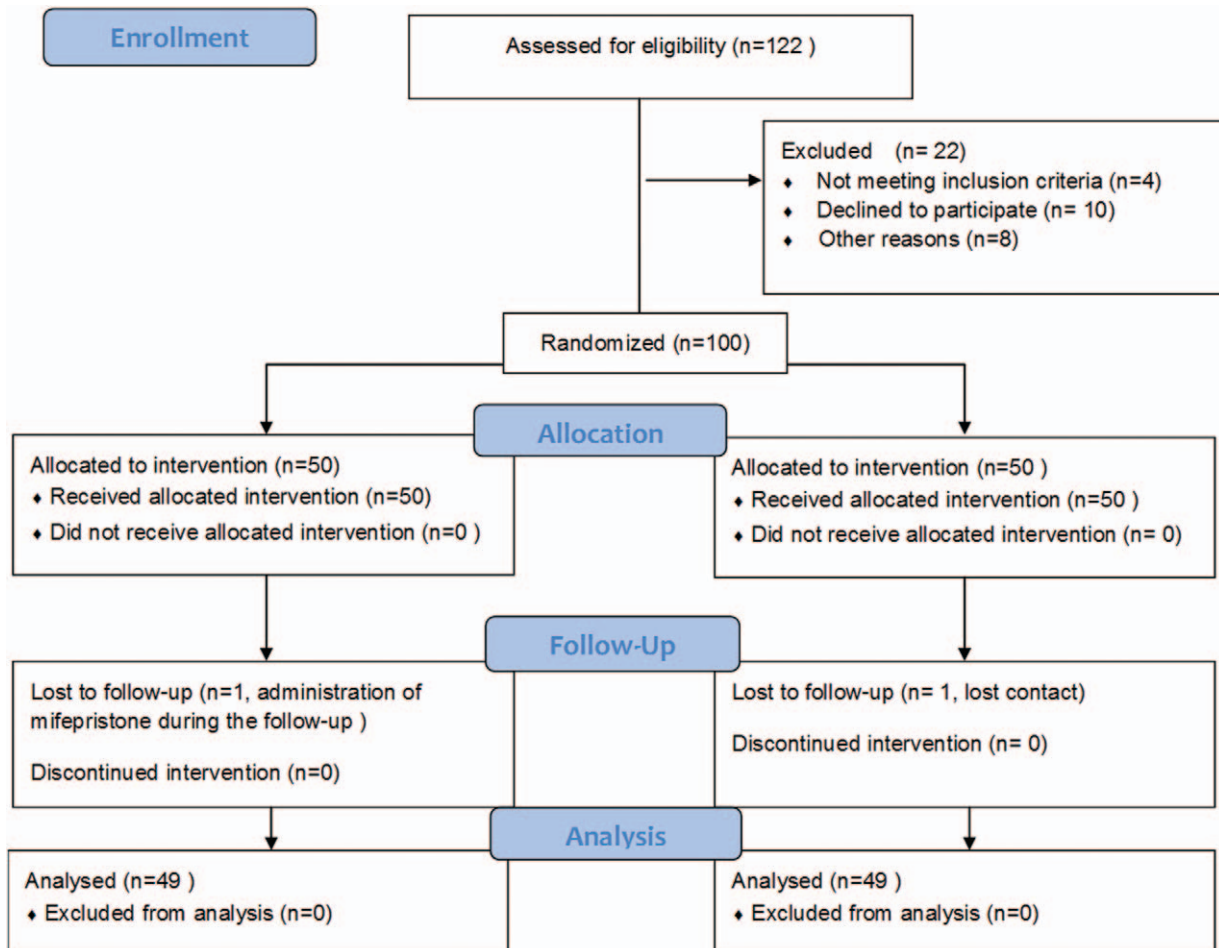 Enrollment
Assessed for eligibility (n=122 )
Excluded (n= 22)
♦ Not meeting inclusion criteria (n=4)
♦ Declined to participate (n= 10)
♦ Other reasons (n=8)
Randomized (n=100)
Allocation
Allocated to intervention (n=50)
♦ Received allocated intervention (n=50)
♦ Did not receive allocated intervention (n=0 )
Allocated to intervention (n=50 )
♦ Received allocated intervention (n=50 )
♦ Did not receive allocated intervention (n= 0)
Follow-Up
Lost to follow-up (n=1, administration of
mifepristone during the follow-up )
Discontinued intervention (n=0)
Lost to follow-up (n= 1, lost contact)
Discontinued intervention (n= 0)
Analysis
Analysed (n=49 )
♦ Excluded from analysis (n=0)
Analysed (n=49 )
♦ Excluded from analysis (n=0)